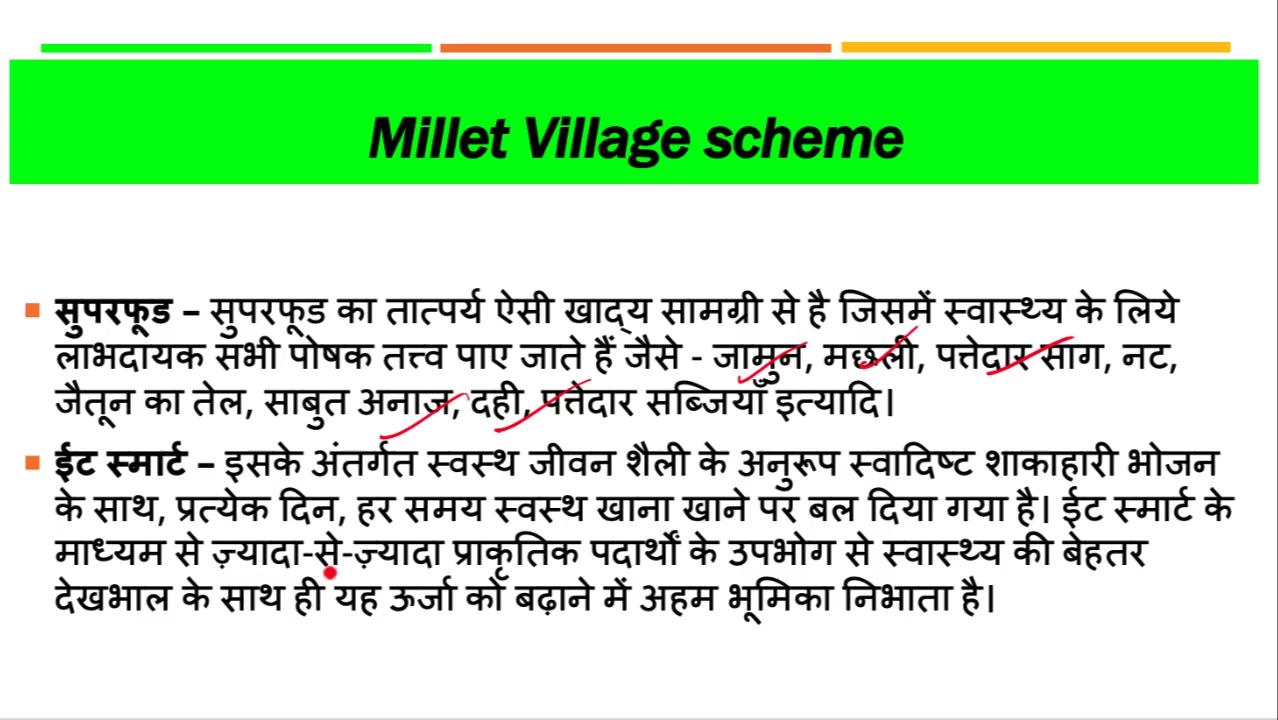 Millet Village scheme
सुपरफूड – सुपरफूड का तात्पर्य ऐसी खाद्य सामग्री से है जिसमें स्वास्थ्य के लिये
लाभदायक सभी पोषक तत्त्व पाए जाते हैं जैसे - जामुन, मछली, पत्तेदार साग, नट,
जैतून का तेल, साबुत अनाज, दही, पत्तेदार सब्जियाँ इत्यादि।
ईट स्मार्ट – इसके अंतर्गत स्वस्थ जीवन शैली के अनुरूप स्वादिष्ट शाकाहारी भोजन
के साथ, प्रत्येक दिन, हर समय स्वस्थ खाना खाने पर बल दिया गया है। ईट स्मार्ट के
माध्यम से ज़्यादा-से-ज़्यादा प्राकृतिक पदार्थों के उपभोग से स्वास्थ्य की बेहतर
देखभाल के साथ ही यह ऊर्जा को बढ़ाने में अहम भूमिका निभाता है।